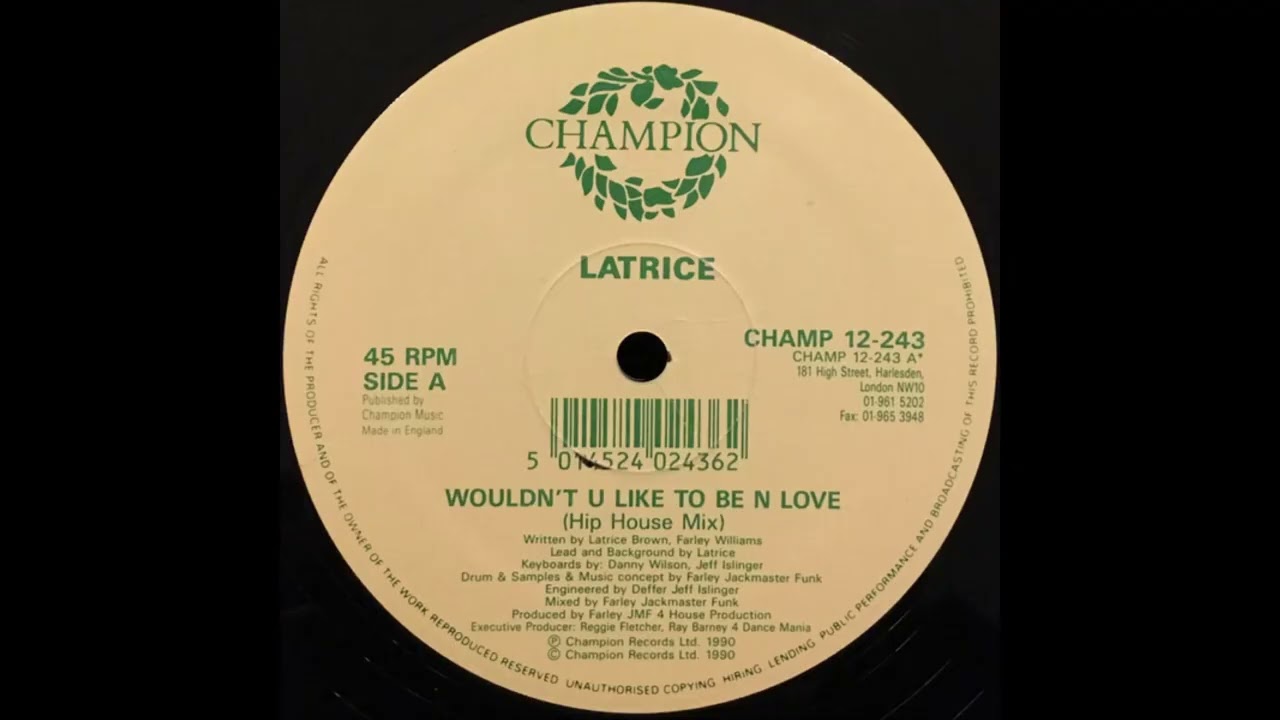 CHAMPION
LATRICE
45 RPM
SIDE A
Published by
Champion Music
Made in England
CHAMP 12-243
CHAMP 12-243 A*
181 High Street, Harlesden,
London NW10
01-961 5202
Fax: 01-965 3948
5 014524 024362
WOULDN'T U LIKE TO BE N LOVE
(Hip House Mix)
Written by Latrice Brown, Farley Williams
Lead and Background by Latrice
Keyboards by: Danny Wilson, Jeff Islinger
Drum & Samples & Music concept by Farley Jackmaster Funk
Engineered by Deffer Jeff Islinger
Mixed by Farley Jackmaster Funk
Produced by Farley JMF 4 House Production
Executive Producer: Reggie Fletcher, Ray Barney 4 Dance Mania
Ⓟ Champion Records Ltd. 1990
© Champion Records Ltd. 1990
ALL RIGHTS OF THE PRODUCER AND OF THE OWNER OF THE WORK REPRODUCED RESERVED UNAUTHORISED COPYING HIRING LENDING PUBLIC PERFORMANCE AND BROADCASTING OF THIS RECORD PROHIBITED